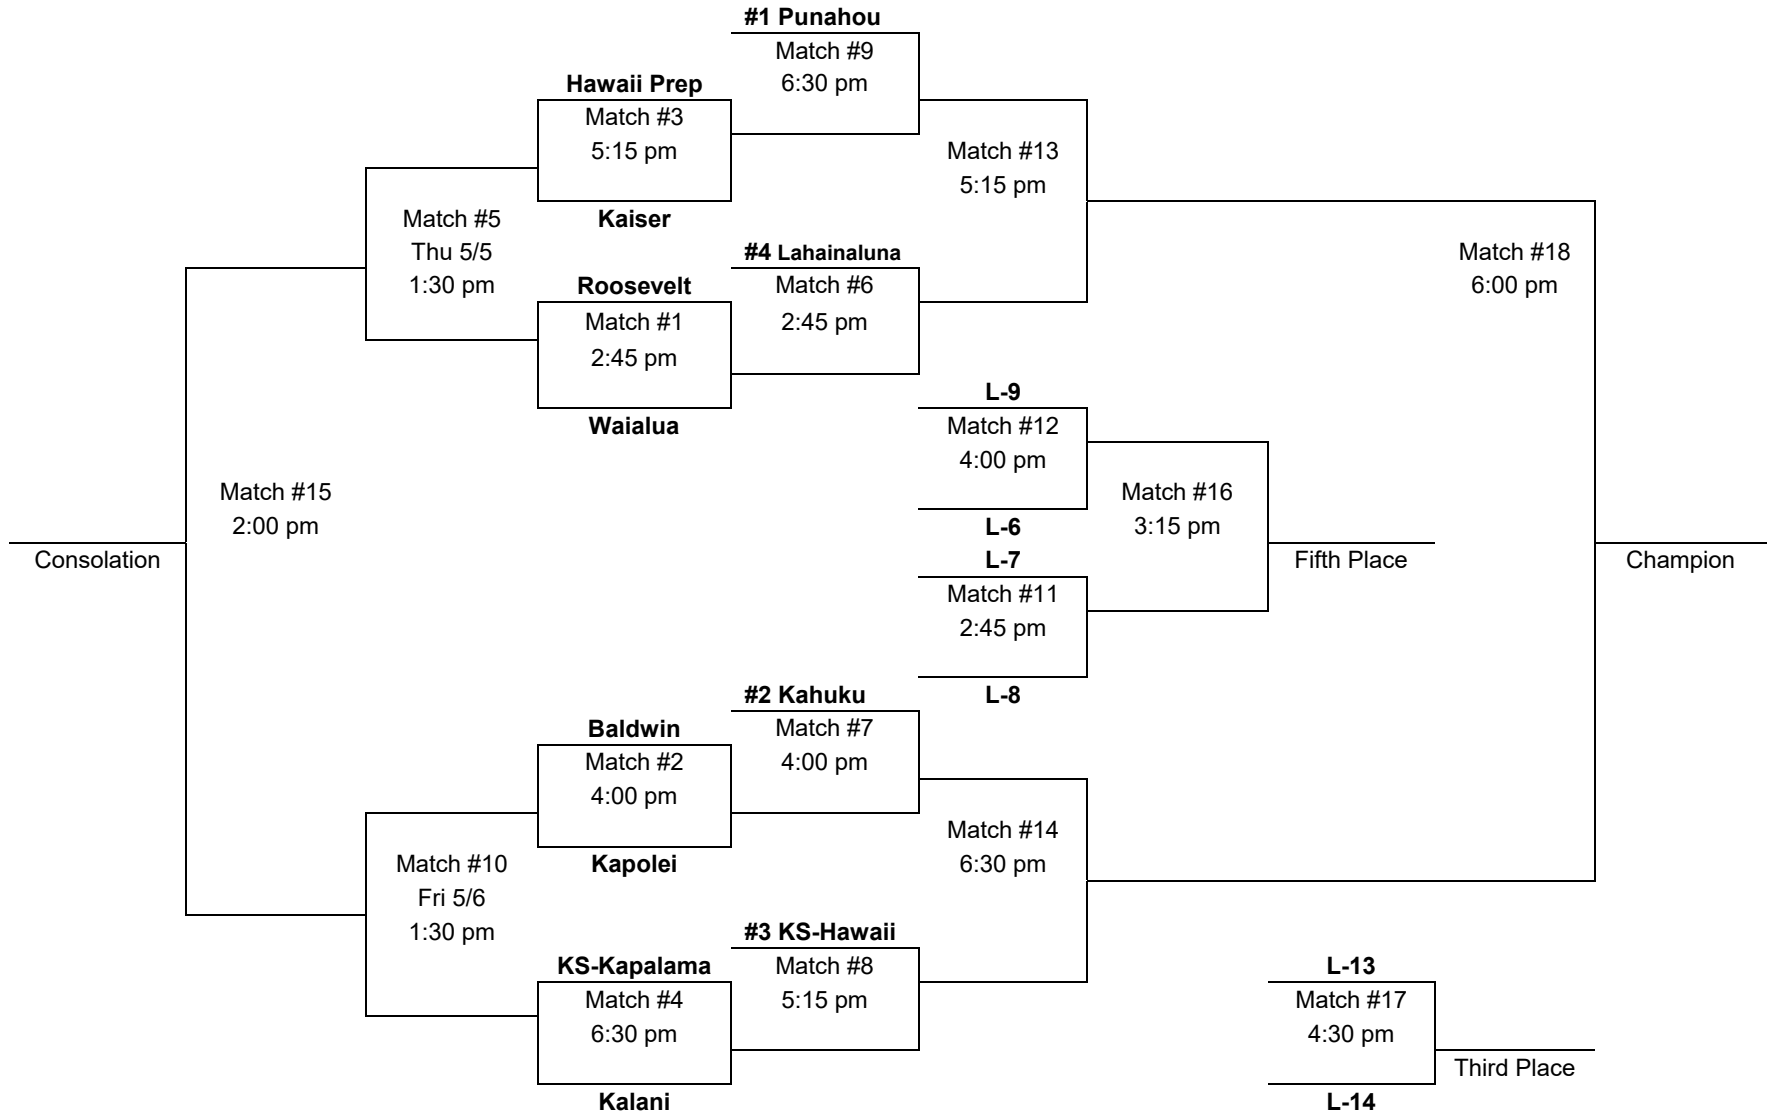 #1 Punahou
Match #9
6:30 pm
Hawaii Prep
Match #3
5:15 pm
Kaiser
Match #13
5:15 pm
Match #5
Thu 5/5
1:30 pm
#4 Lahainaluna
Match #6
2:45 pm
Roosevelt
Match #1
2:45 pm
Waialua
Match #18
6:00 pm
L-9
Match #12
4:00 pm
L-6
Match #15
2:00 pm
Match #16
3:15 pm
Consolation
L-7
Match #11
2:45 pm
L-8
Fifth Place
Champion
#2 Kahuku
Match #7
4:00 pm
Baldwin
Match #2
4:00 pm
Kapolei
Match #14
6:30 pm
Match #10
Fri 5/6
1:30 pm
#3 KS-Hawaii
Match #8
5:15 pm
KS-Kapalama
Match #4
6:30 pm
Kalani
L-13
Match #17
4:30 pm
L-14
Third Place